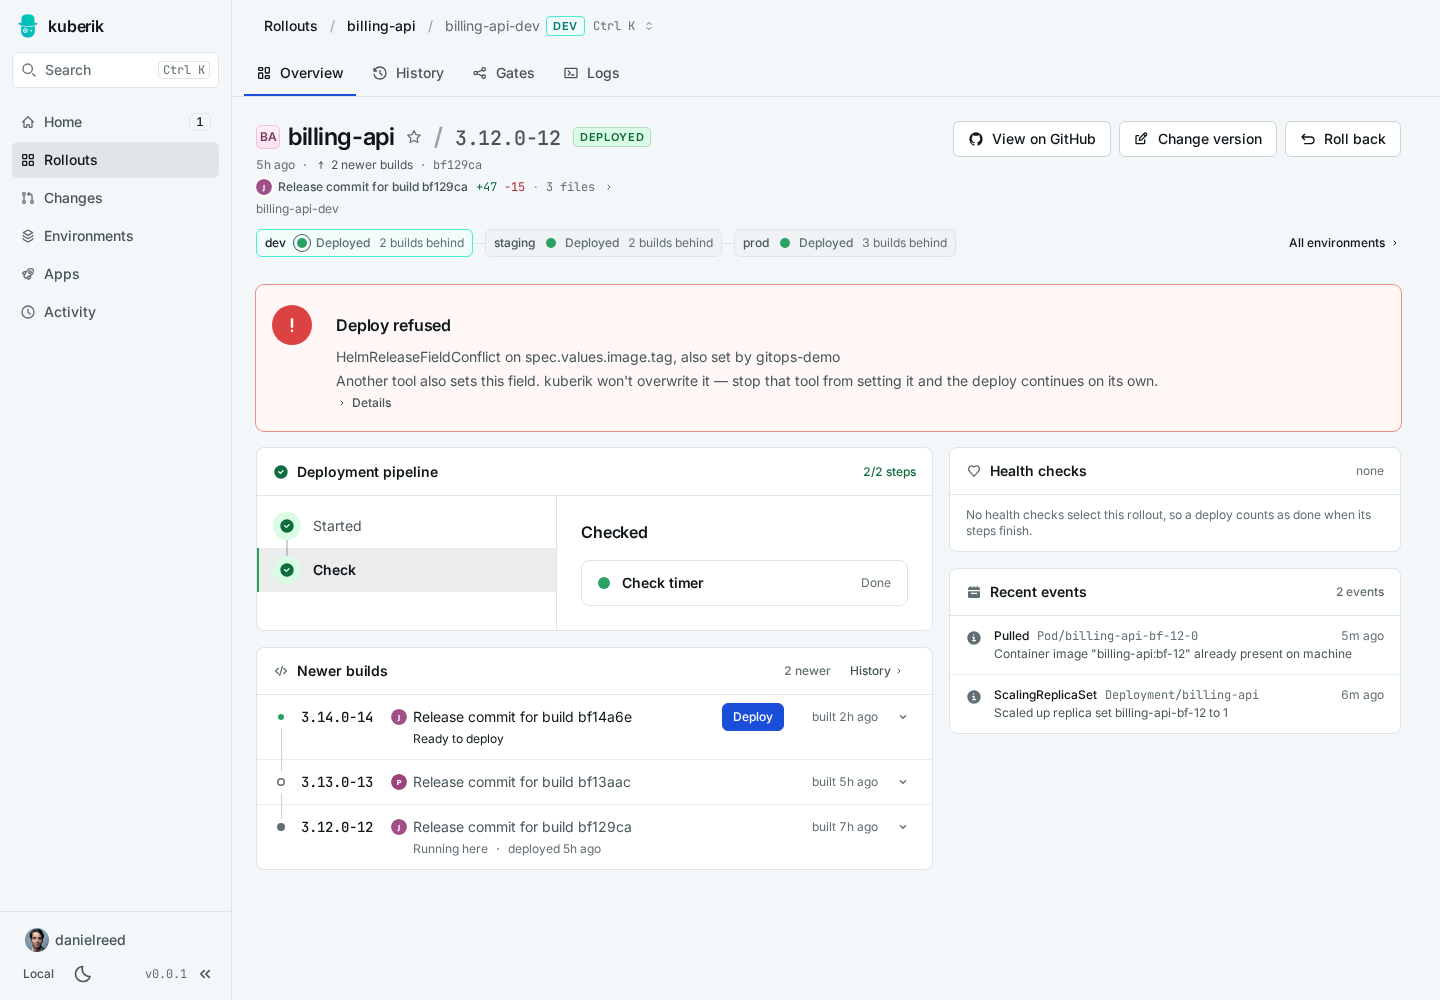 kuberik
Search Ctrl K
Home 1
Rollouts
Changes
Environments
Apps
Activity
danielreed
Local v0.0.1
Rollouts / billing-api / billing-api-dev DEV Ctrl K
Overview History Gates Logs
BA billing-api / 3.12.0-12 DEPLOYED
View on GitHub Change version Roll back
5h ago · ↑ 2 newer builds · bf129ca
J Release commit for build bf129ca +47 -15 · 3 files ›
billing-api-dev
dev Deployed 2 builds behind staging Deployed 2 builds behind prod Deployed 3 builds behind All environments ›
! Deploy refused
HelmReleaseFieldConflict on spec.values.image.tag, also set by gitops-demo
Another tool also sets this field. kuberik won't overwrite it — stop that tool from setting it and the deploy continues on its own.
› Details
Deployment pipeline 2/2 steps
Started
Check
Checked
Check timer Done
Newer builds 2 newer History ›
3.14.0-14 J Release commit for build bf14a6e Deploy built 2h ago
Ready to deploy
3.13.0-13 P Release commit for build bf13aac built 5h ago
3.12.0-12 J Release commit for build bf129ca built 7h ago
Running here · deployed 5h ago
Health checks none
No health checks select this rollout, so a deploy counts as done when its
steps finish.
Recent events 2 events
Pulled Pod/billing-api-bf-12-0 5m ago
Container image "billing-api:bf-12" already present on machine
ScalingReplicaSet Deployment/billing-api 6m ago
Scaled up replica set billing-api-bf-12 to 1